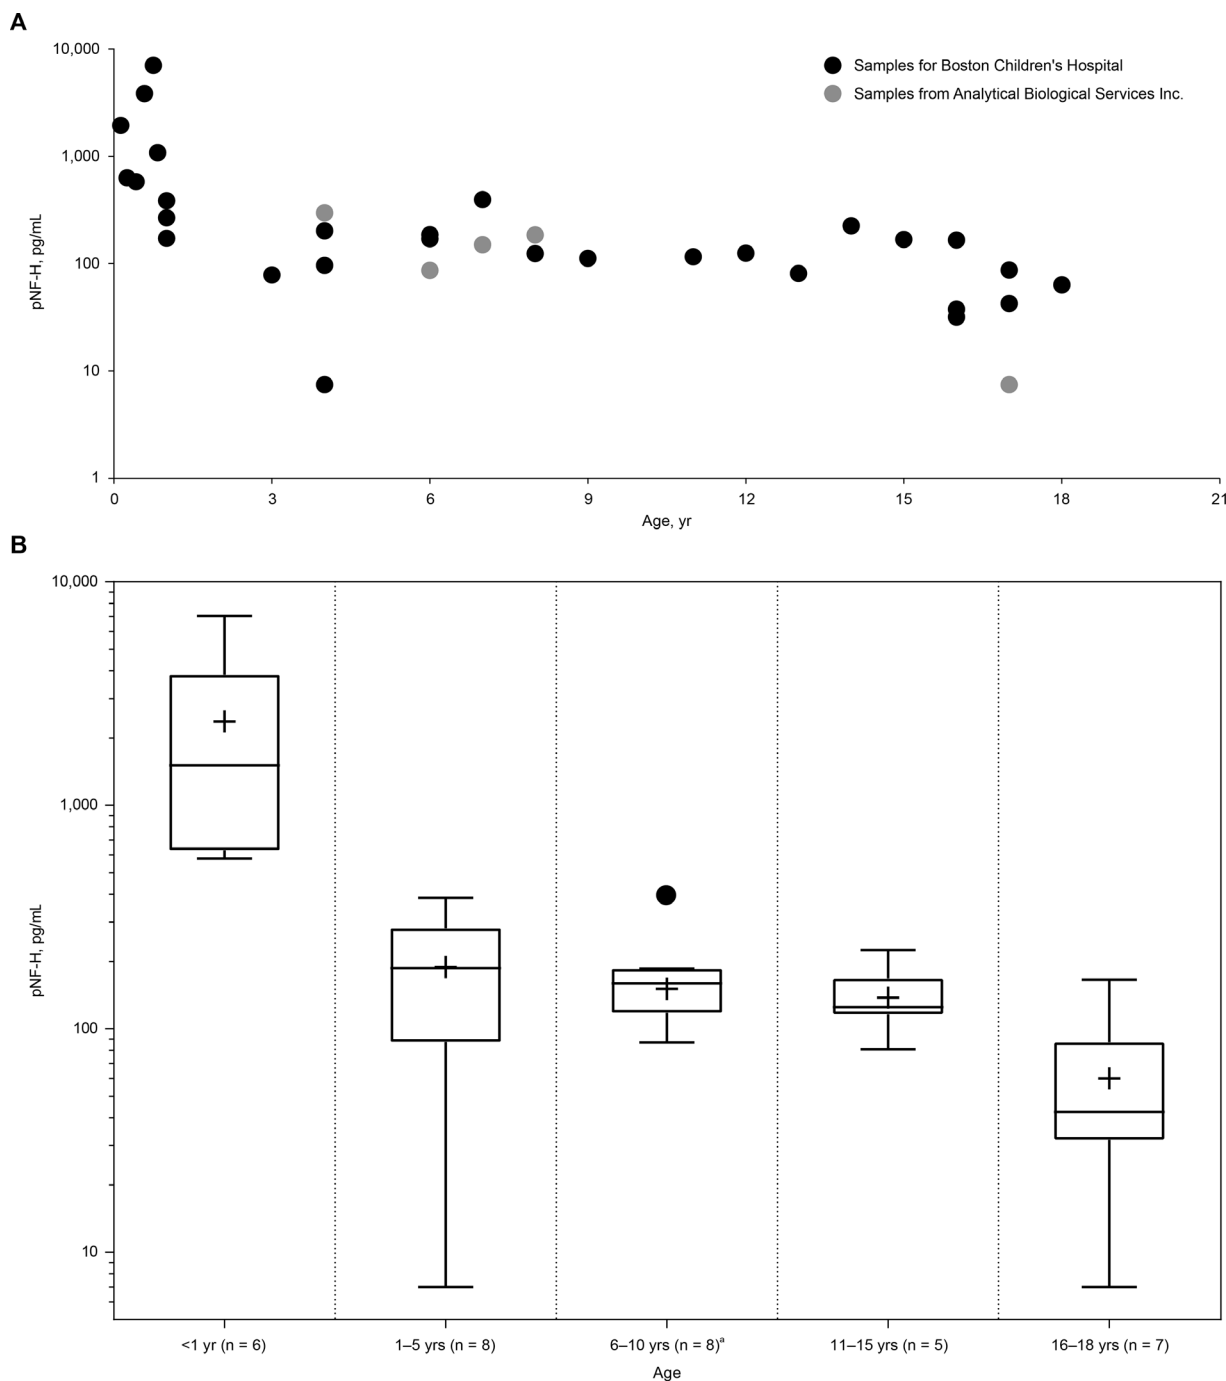 A
10,000
1,000
100
10
1
pNF-H, pg/mL
Samples for Boston Children's Hospital
Samples from Analytical Biological Services Inc.
0 3 6 9 12 15 18 21
Age, yr
B
10,000
1,000
100
10
pNF-H, pg/mL
<1 yr (n = 6) 1–5 yrs (n = 8) 6–10 yrs (n = 8)ª 11–15 yrs (n = 5) 16–18 yrs (n = 7)
Age